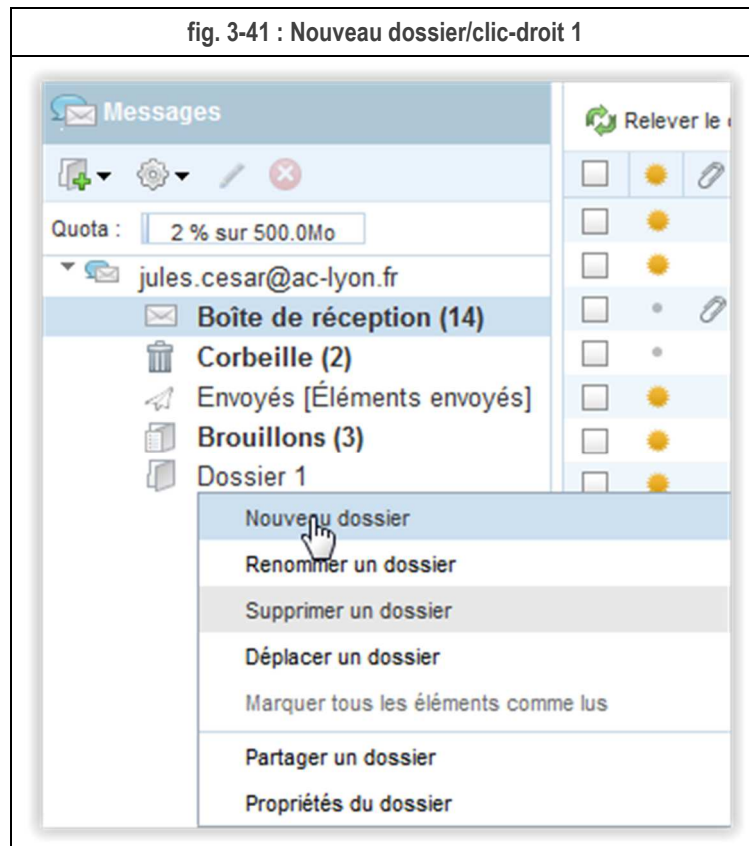 fig. 3-41 : Nouveau dossier/clic-droit 1
Messages
Relever le
Quota :
2 % sur 500.0Mo
jules.cesar@ac-lyon.fr
Boîte de réception (14)
Corbeille (2)
Envoyés [Éléments envoyés]
Brouillons (3)
Dossier 1
Nouveau dossier
Renommer un dossier
Supprimer un dossier
Déplacer un dossier
Marquer tous les éléments comme lus
Partager un dossier
Propriétés du dossier